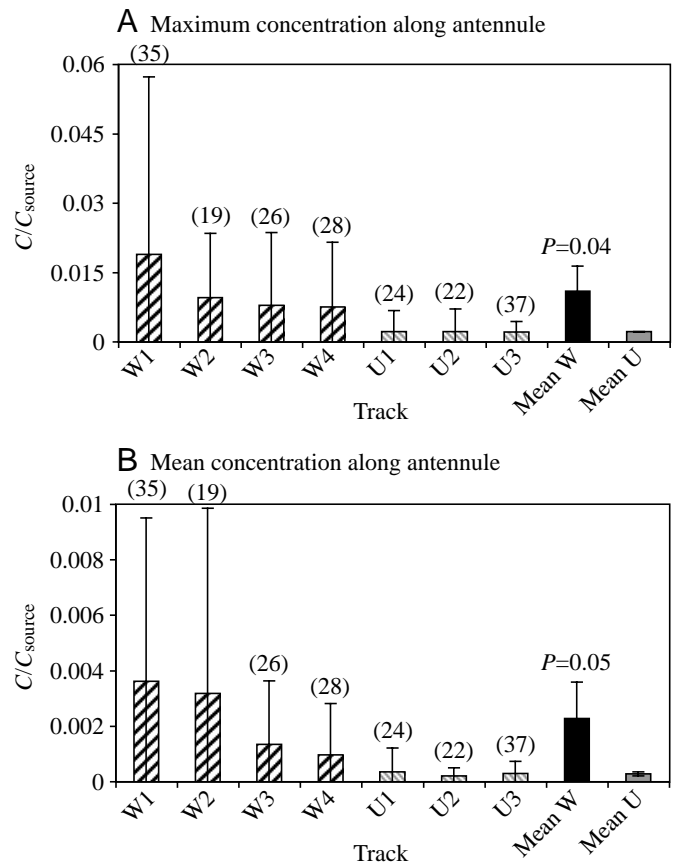 A Maximum concentration along antennule
(35)
0.06
0.045
0.03
0.015
0
C/Csource
(19)
(26)
(28)
(24)
(22)
(37)
P=0.04
W1
W2
W3
W4
U1
U2
U3
Mean W
Mean U
Track
B Mean concentration along antennule
(35)
(19)
0.01
0.008
0.006
0.004
0.002
0
C/Csource
(26)
(28)
(24)
(22)
(37)
P=0.05
W1
W2
W3
W4
U1
U2
U3
Mean W
Mean U
Track